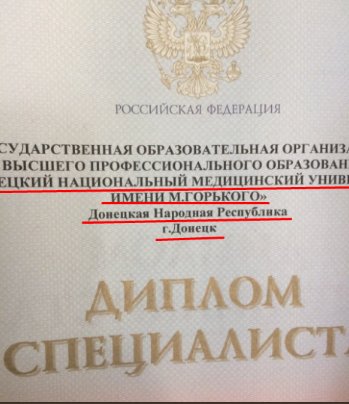 РОССИЙСКАЯ ФЕДЕРАЦИЯ
СУДАРСТВЕННАЯ ОБРАЗОВАТЕЛЬНАЯ ОРГАНИЗА
ВЫСШЕГО ПРОФЕССИОНАЛЬНОГО ОБРАЗОВАН
ЕЦКИЙ НАЦИОНАЛЬНЫЙ МЕДИЦИНСКИЙ УНИВЕ
ИМЕНИ М.ГОРЬКОГО»
Донецкая Народная Республика
г.Донецк
ДИПЛОМ
СПЕЦИАЛИСТА